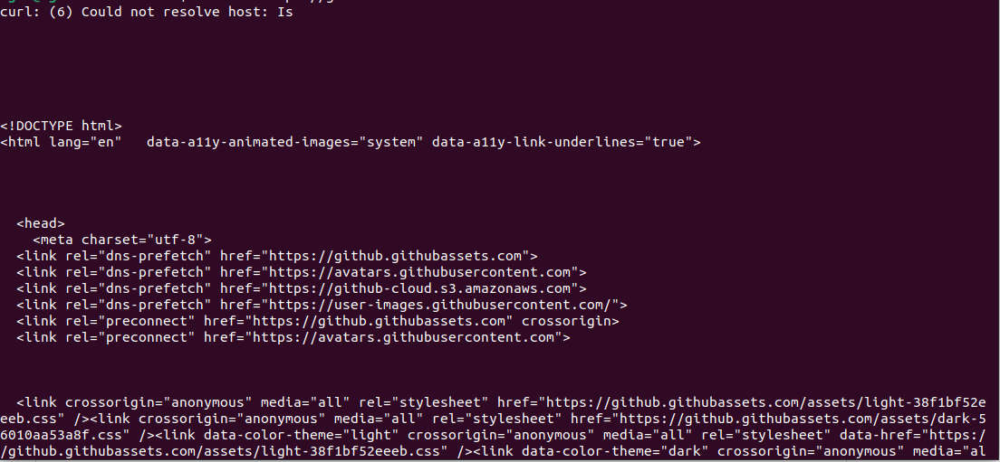 curl: (6) Could not resolve host: Is
<!DOCTYPE html>
<html lang="en"   data-a11y-animated-images="system" data-a11y-link-underlines="true">
  <head>
    <meta charset="utf-8">
  <link rel="dns-prefetch" href="https://github.githubassets.com">
  <link rel="dns-prefetch" href="https://avatars.githubusercontent.com">
  <link rel="dns-prefetch" href="https://github-cloud.s3.amazonaws.com">
  <link rel="dns-prefetch" href="https://user-images.githubusercontent.com/">
  <link rel="preconnect" href="https://github.githubassets.com" crossorigin>
  <link rel="preconnect" href="https://avatars.githubusercontent.com">
  <link crossorigin="anonymous" media="all" rel="stylesheet" href="https://github.githubassets.com/assets/light-38f1bf52e
eeb.css" /><link crossorigin="anonymous" media="all" rel="stylesheet" href="https://github.githubassets.com/assets/dark-5
6010aa53a8f.css" /><link data-color-theme="light" crossorigin="anonymous" media="all" rel="stylesheet" data-href="https:/
/github.githubassets.com/assets/light-38f1bf52eeeb.css" /><link data-color-theme="dark" crossorigin="anonymous" media="al